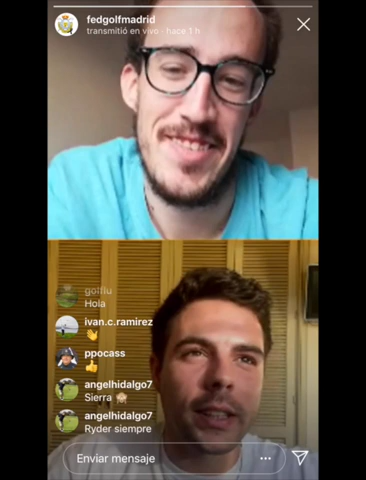 fedgolfmadrid
transmitió en vivo · hace 1 h
golflu
Hola
ivan.c.ramirez
ppocass
angelhidalgo7
Sierra
angelhidalgo7
Ryder siempre
Enviar mensaje